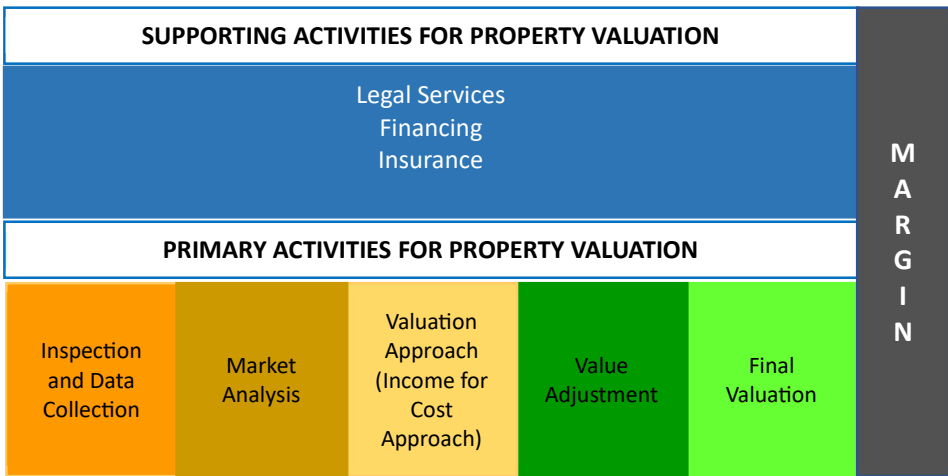 SUPPORTING ACTIVITIES FOR PROPERTY VALUATION
Legal Services
Financing
Insurance
PRIMARY ACTIVITIES FOR PROPERTY VALUATION
Inspection
and Data
Collection
Market
Analysis
Valuation
Approach
(Income for
Cost
Approach)
Value
Adjustment
Final
Valuation
M
A
R
G
I
N